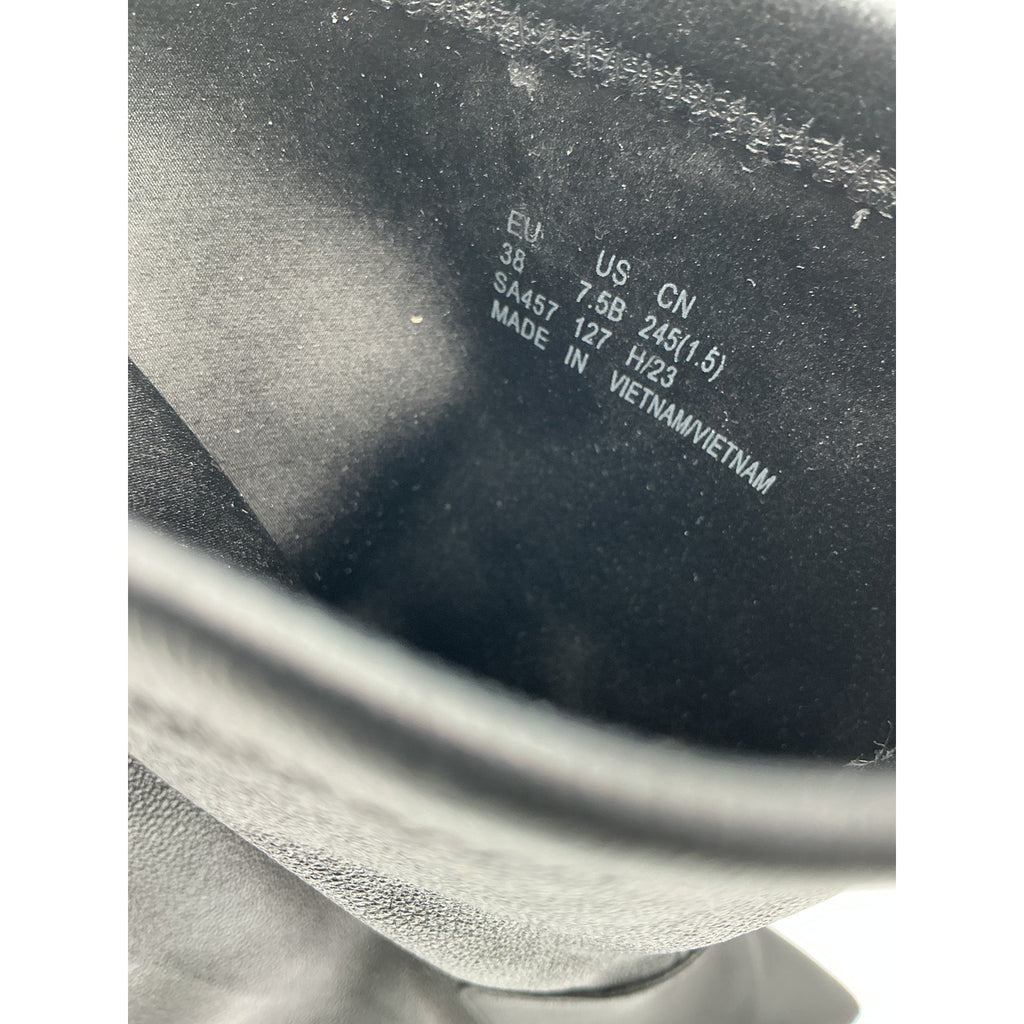 EU US CN
38 7.5B 245(1.5)
SA457 127 H/23
MADE IN VIETNAM/VIETNAM